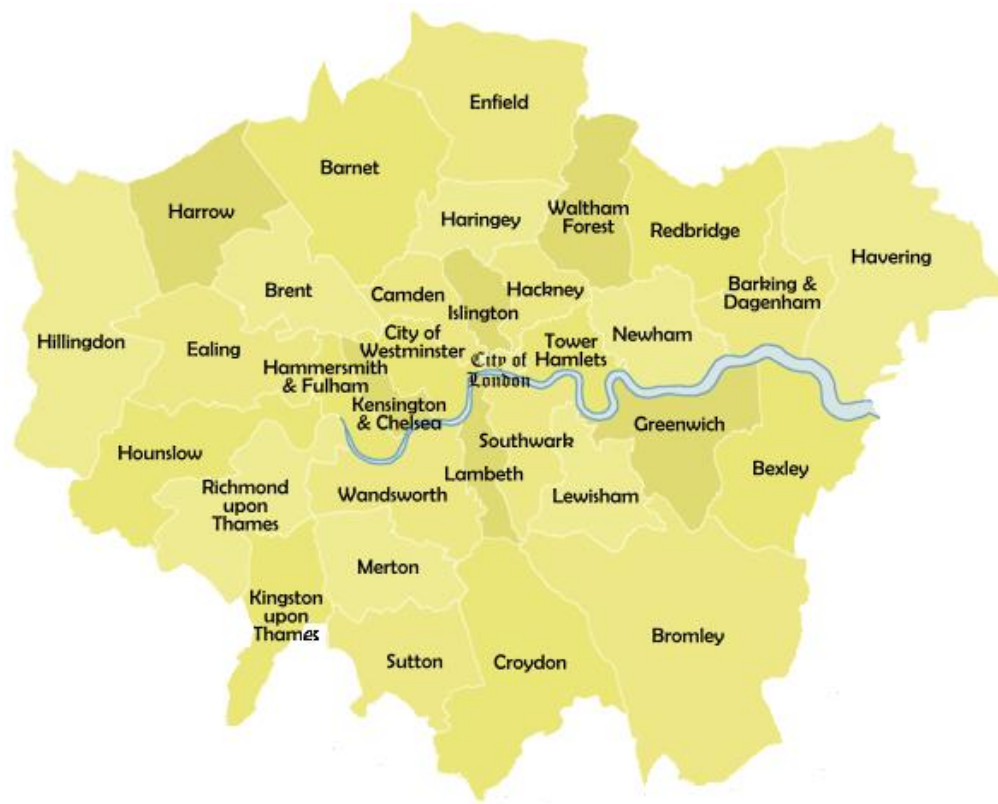 Enfield
Barnet
Harrow
Haringey
Waltham
Forest
Redbridge
Havering
Hillingdon
Brent
Camden
Islington
Hackney
Barking &
Dagenham
Ealing
City of
Westminster
Tower
Hamlets
Newham
Hammersmith
& Fulham
City of
London
Kensington
& Chelsea
Greenwich
Hounslow
Southwark
Bexley
Richmond
upon
Thames
Wandsworth
Lambeth
Lewisham
Merton
Kingston
upon
Thames
Sutton
Croydon
Bromley